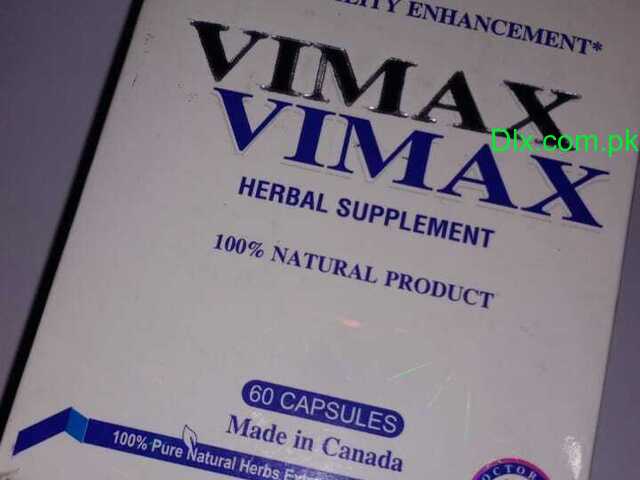 ENHANCEMENT*
VIMAX
VIMAX
Dlx.com.pk
HERBAL SUPPLEMENT
100% NATURAL PRODUCT
60 CAPSULES
Made in Canada
100% Pure Natural Herbs